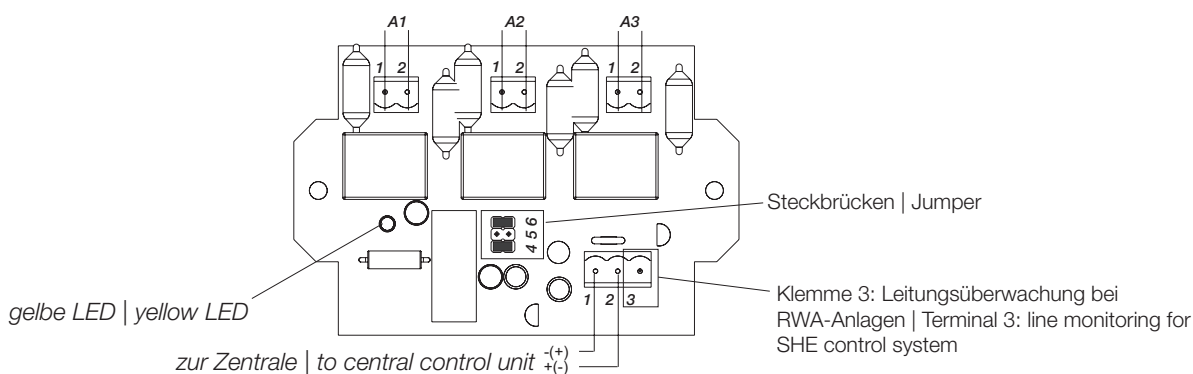 A1 A2 A3
1 2 1 2 1 2
Steckbrücken | Jumper
4 5 6
1 2 3
gelbe LED | yellow LED
Klemme 3: Leitungsüberwachung bei
RWA-Anlagen | Terminal 3: line monitoring for
SHE control system
zur Zentrale | to central control unit -(+)
+(-)